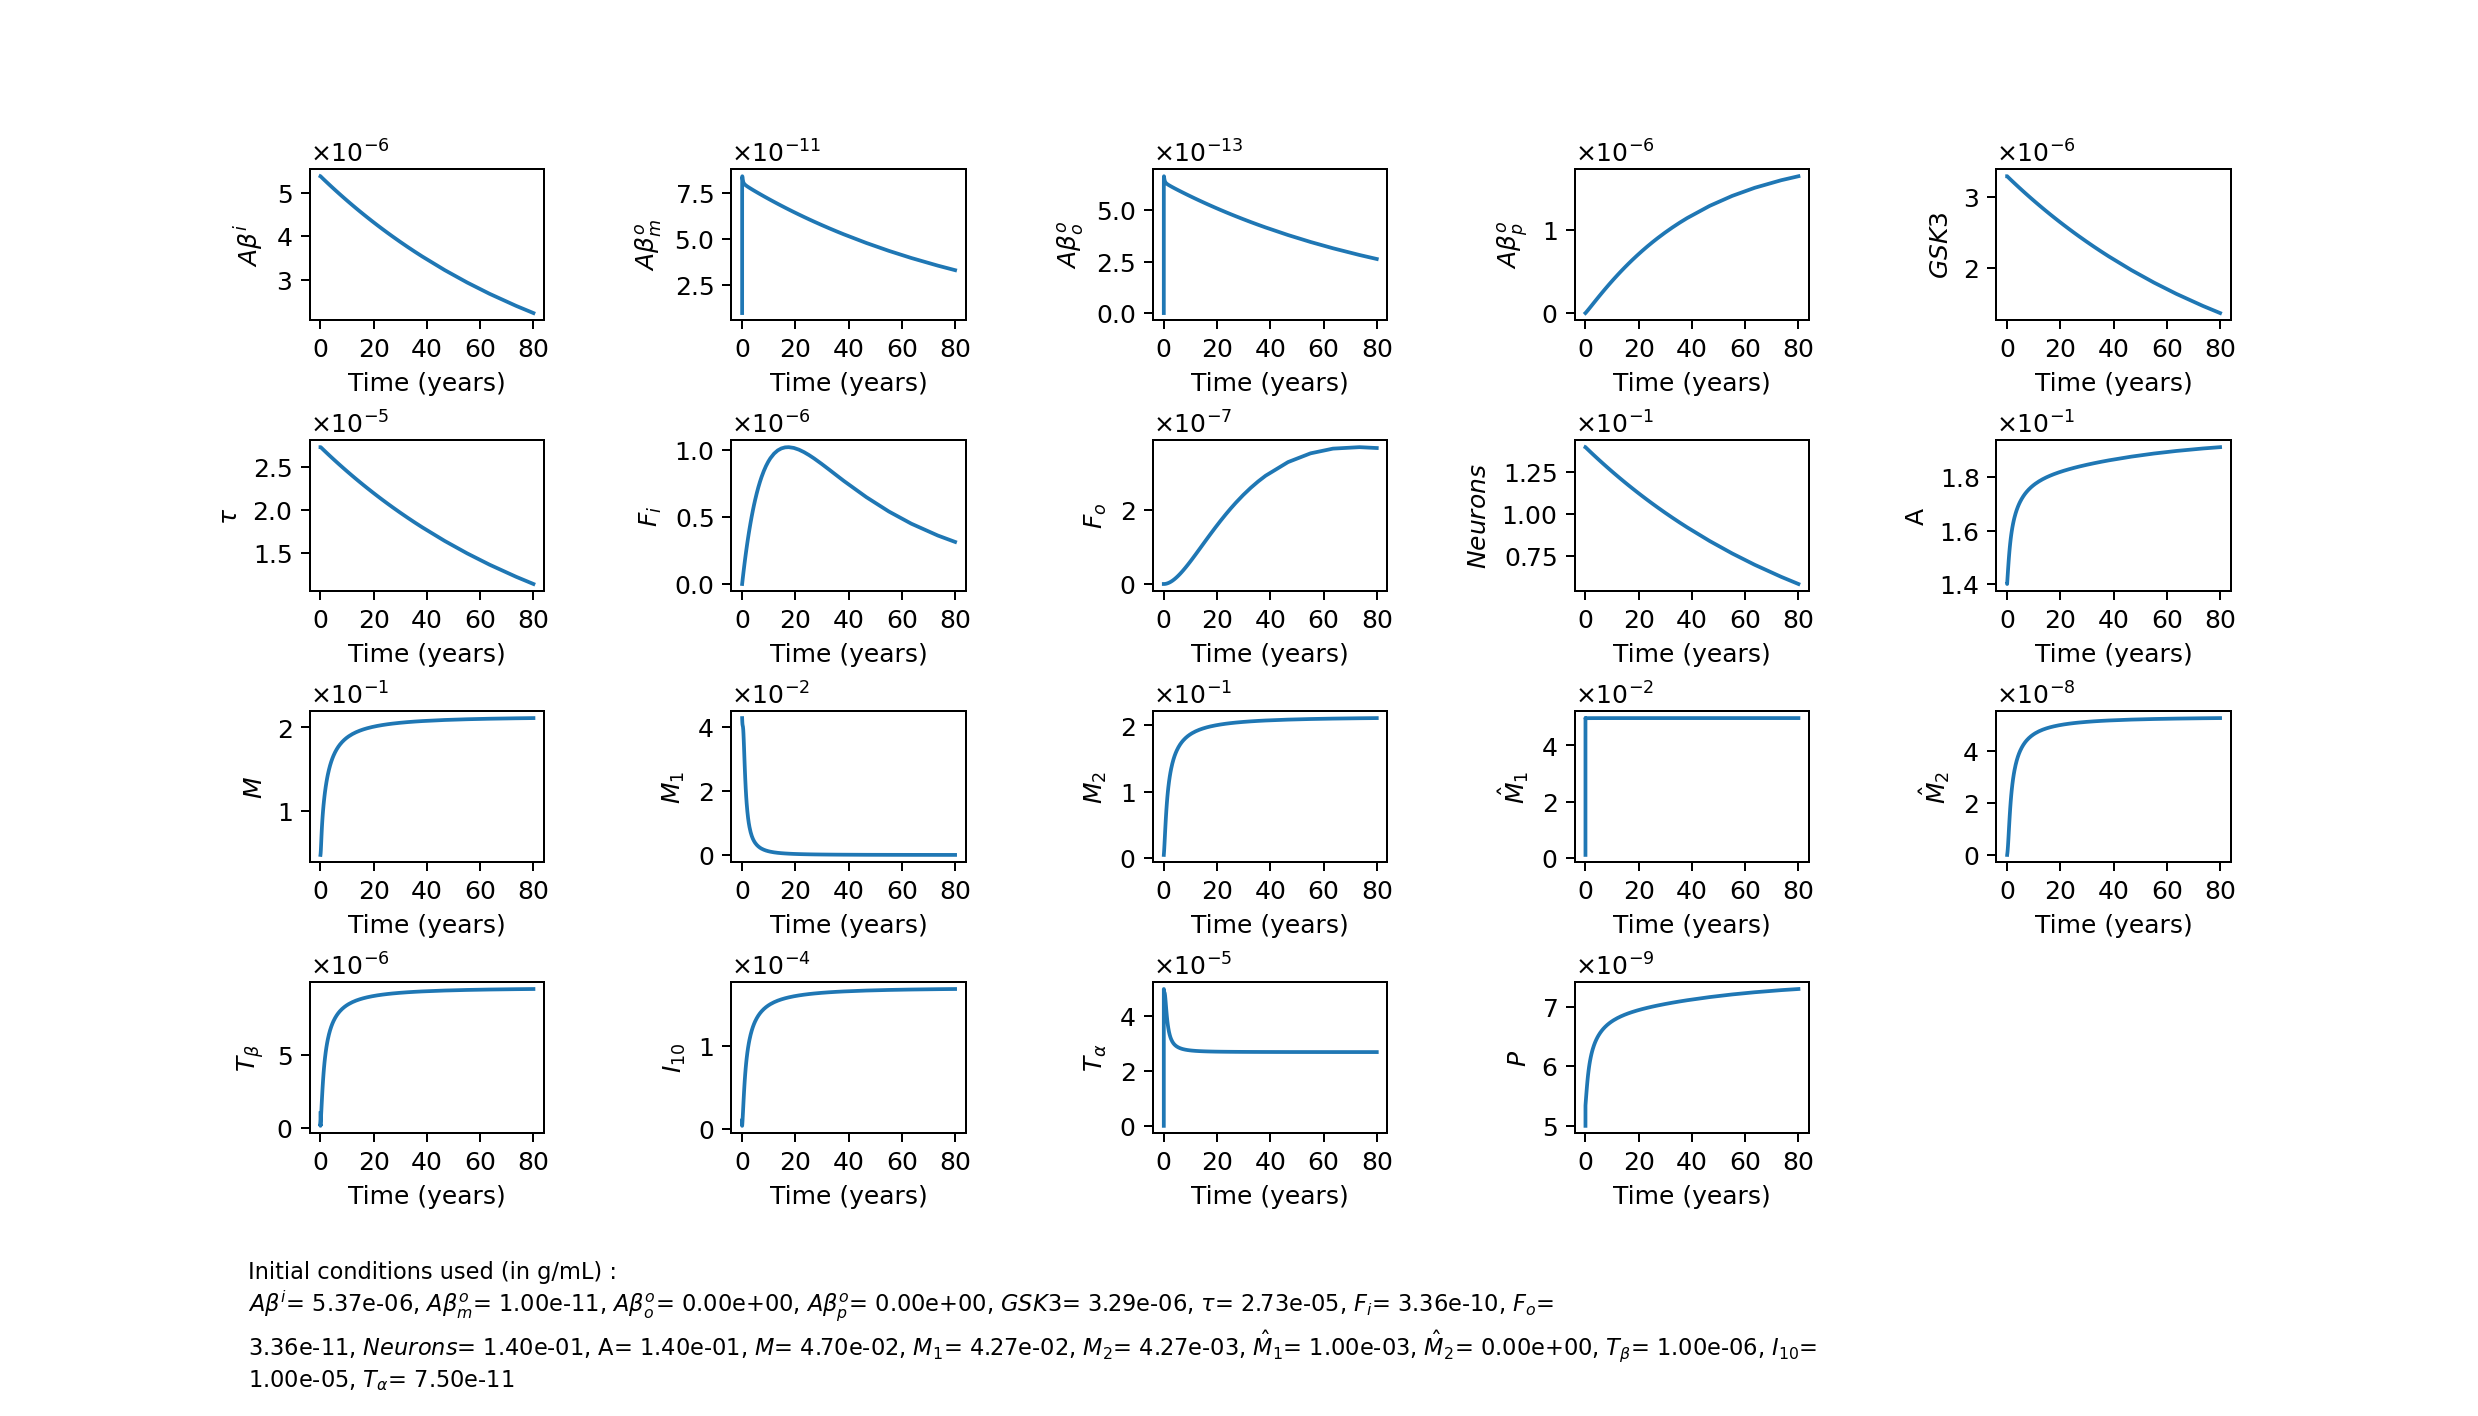 ×10⁻⁶ ×10⁻¹¹ ×10⁻¹³ ×10⁻⁶ ×10⁻⁶
Aβⁱ 5 4 3
Aβᵒₘ 7.5 5.0 2.5
Aβᵒₒ 5.0 2.5 0.0
Aβᵒₚ 1 0
GSK3 3 2
0 20 40 60 80 0 20 40 60 80 0 20 40 60 80 0 20 40 60 80 0 20 40 60 80
Time (years) Time (years) Time (years) Time (years) Time (years)
×10⁻⁵ ×10⁻⁶ ×10⁻⁷ ×10⁻¹ ×10⁻¹
τ 2.5 2.0 1.5
Fᵢ 1.0 0.5 0.0
Fₒ 2 0
Neurons 1.25 1.00 0.75
A 1.8 1.6 1.4
0 20 40 60 80 0 20 40 60 80 0 20 40 60 80 0 20 40 60 80 0 20 40 60 80
Time (years) Time (years) Time (years) Time (years) Time (years)
×10⁻¹ ×10⁻² ×10⁻¹ ×10⁻² ×10⁻⁸
M 2 1
M₁ 4 2 0
M₂ 2 1 0
M̂₁ 4 2 0
M̂₂ 4 2 0
0 20 40 60 80 0 20 40 60 80 0 20 40 60 80 0 20 40 60 80 0 20 40 60 80
Time (years) Time (years) Time (years) Time (years) Time (years)
×10⁻⁶ ×10⁻⁴ ×10⁻⁵ ×10⁻⁹
Tᵦ 5 0
I₁₀ 1 0
T_α 4 2 0
P 7 6 5
0 20 40 60 80 0 20 40 60 80 0 20 40 60 80 0 20 40 60 80
Time (years) Time (years) Time (years) Time (years)
Initial conditions used (in g/mL) :
Aβⁱ= 5.37e-06, Aβᵒₘ= 1.00e-11, Aβᵒₒ= 0.00e+00, Aβᵒₚ= 0.00e+00, GSK3= 3.29e-06, τ= 2.73e-05, Fᵢ= 3.36e-10, Fₒ=
3.36e-11, Neurons= 1.40e-01, A= 1.40e-01, M= 4.70e-02, M₁= 4.27e-02, M₂= 4.27e-03, M̂₁= 1.00e-03, M̂₂= 0.00e+00, Tᵦ= 1.00e-06, I₁₀=
1.00e-05, T_α= 7.50e-11